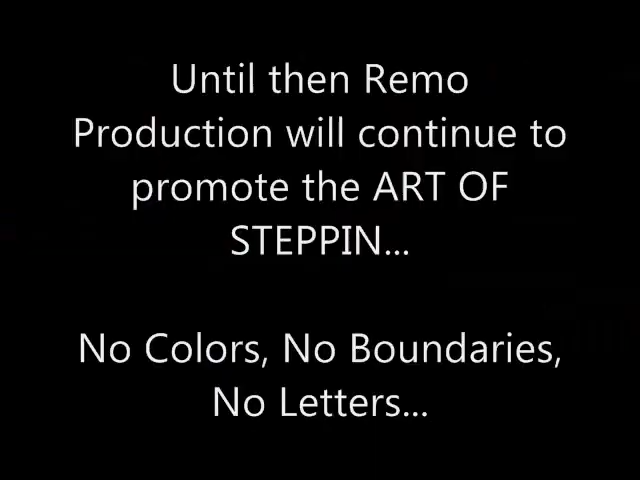 Until then Remo
Production will continue to
promote the ART OF
STEPPIN...
No Colors, No Boundaries,
No Letters...